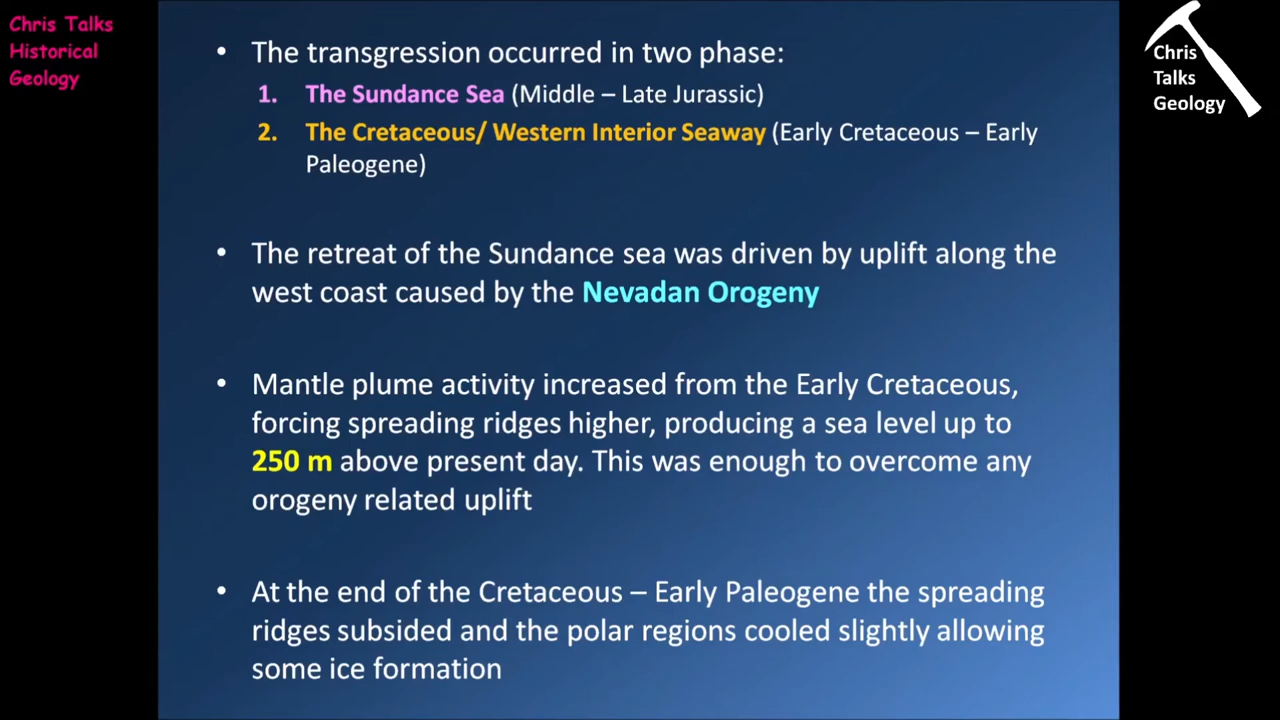 Chris Talks
Historical
Geology
Chris
Talks
Geology
• The transgression occurred in two phase:
1. The Sundance Sea (Middle – Late Jurassic)
2. The Cretaceous/ Western Interior Seaway (Early Cretaceous – Early
Paleogene)
• The retreat of the Sundance sea was driven by uplift along the
west coast caused by the Nevadan Orogeny
• Mantle plume activity increased from the Early Cretaceous,
forcing spreading ridges higher, producing a sea level up to
250 m above present day. This was enough to overcome any
orogeny related uplift
• At the end of the Cretaceous – Early Paleogene the spreading
ridges subsided and the polar regions cooled slightly allowing
some ice formation